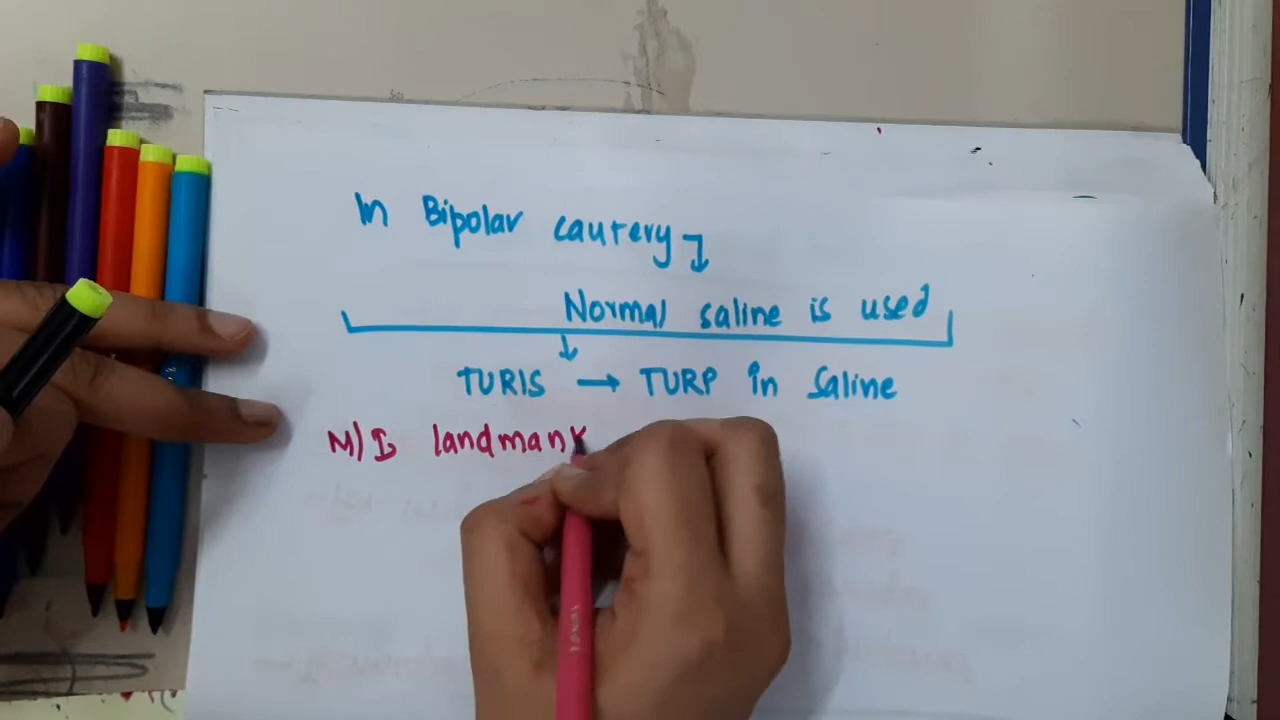 In Bipolar cautery
Normal saline is used
TURIS → TURP in Saline
M/I landmark